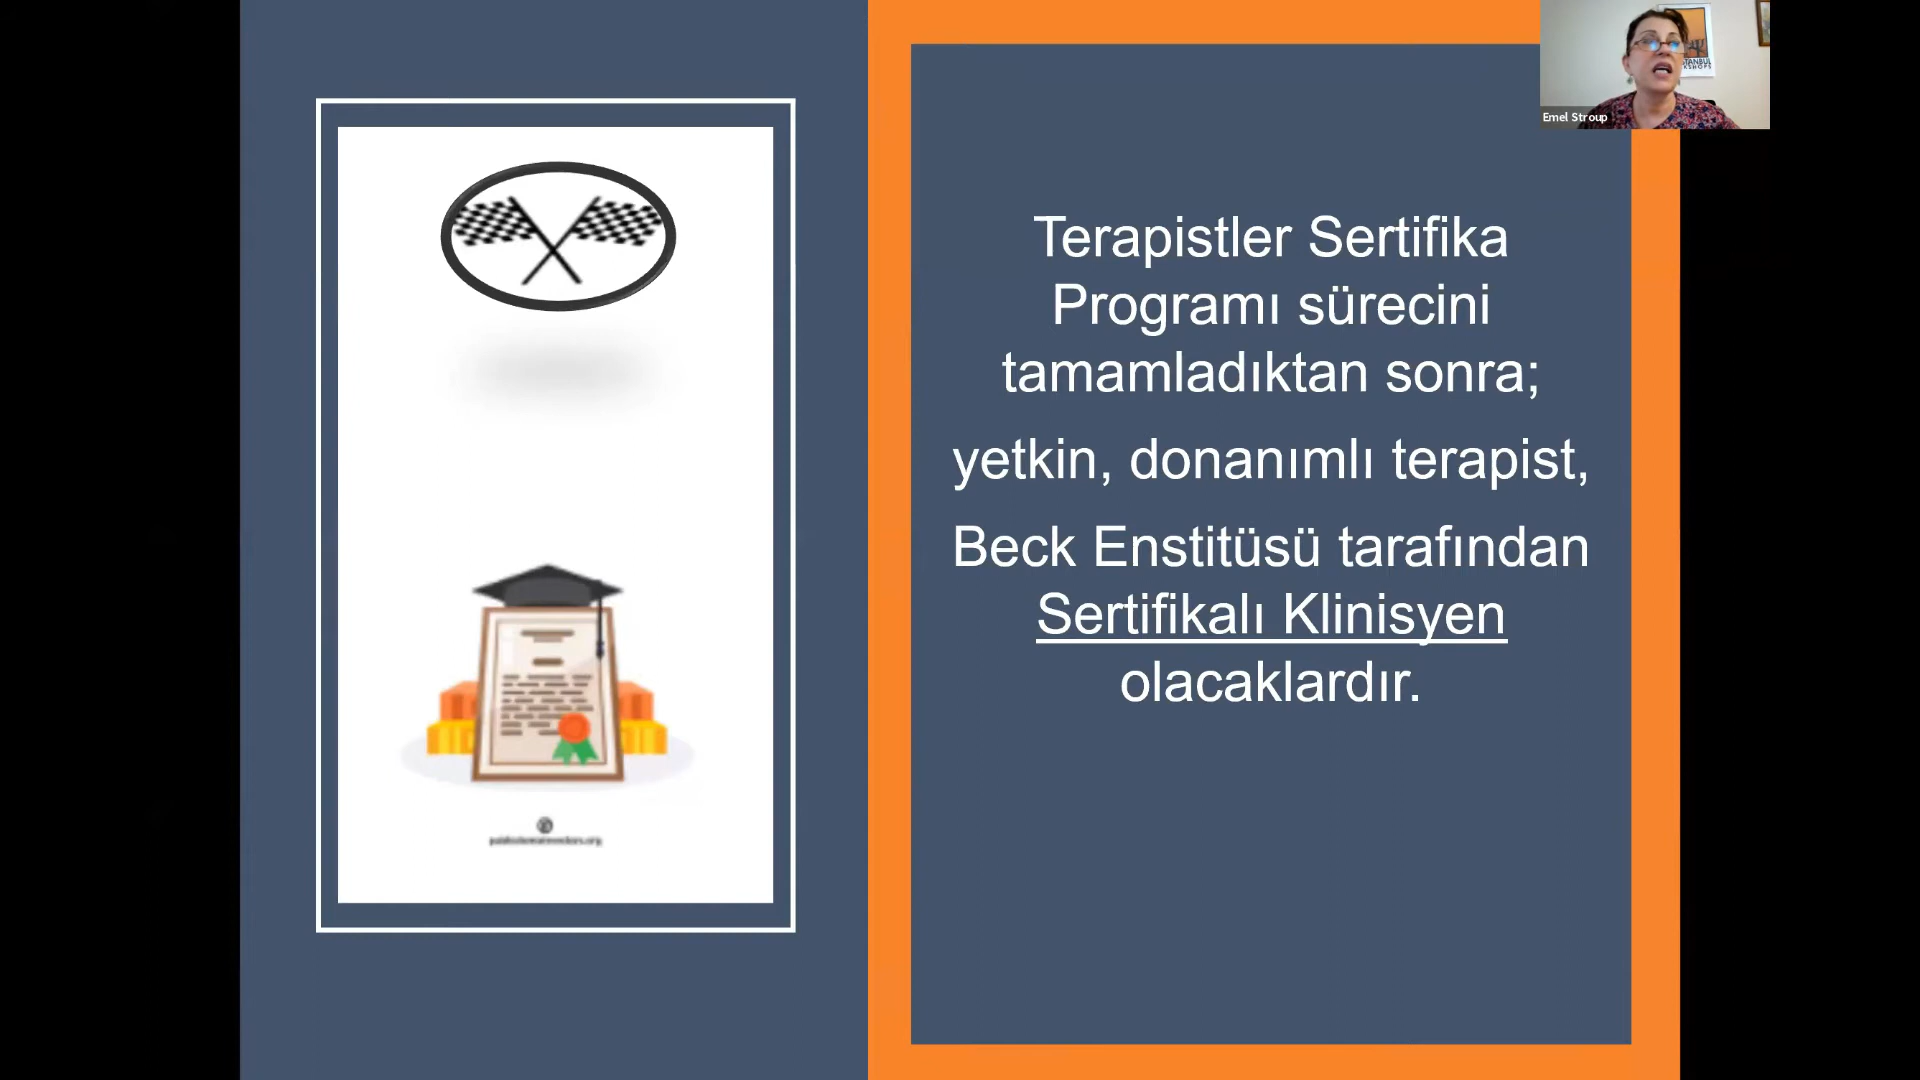 Terapistler Sertifika
Programı sürecini
tamamladıktan sonra;
yetkin, donanımlı terapist,
Beck Enstitüsü tarafından
Sertifikalı Klinisyen
olacaklardır.
Emel Stroup